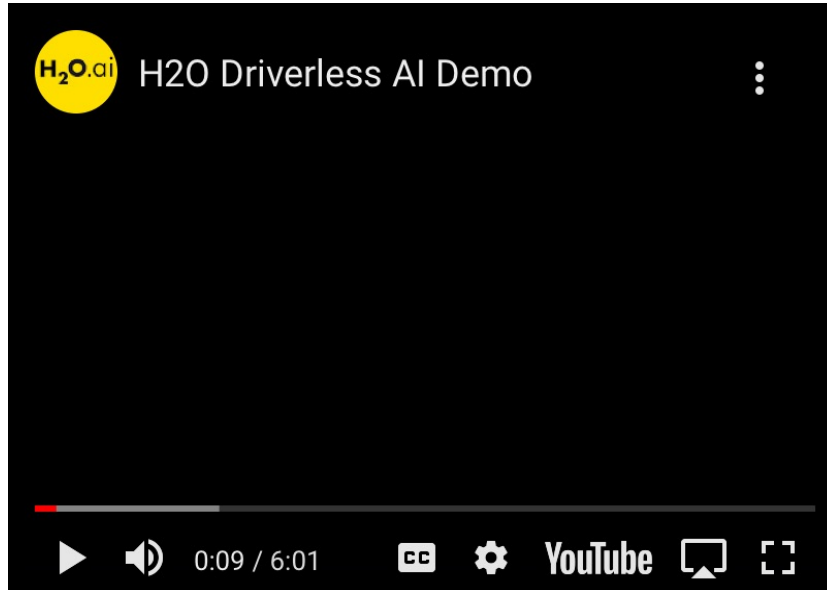 H₂O.ai
H2O Driverless AI Demo
0:09 / 6:01
CC
YouTube